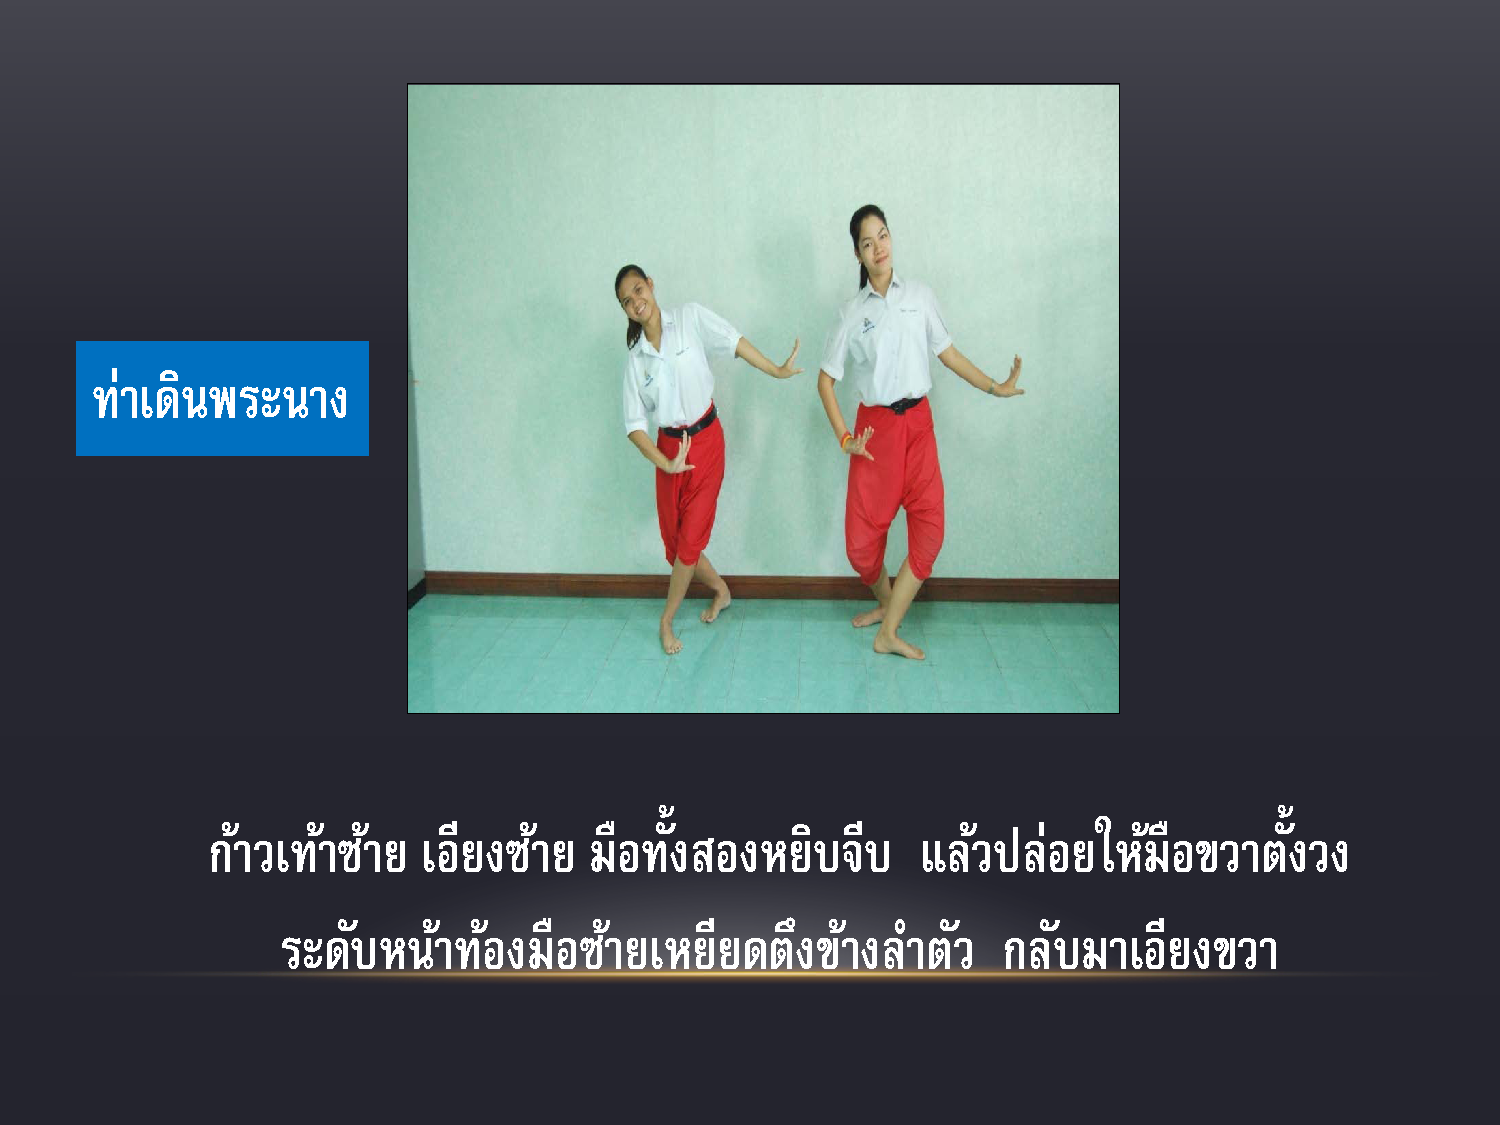 ท่าเดินพระนาง
ก้าวเท้าซ้าย เอียงซ้าย มือทั้งสองหยิบจีบ แล้วปล่อยให้มือขวาตั้งวง
ระดับหน้าท้องมือซ้ายเหยียดตึงข้างลำตัว กลับมาเอียงขวา